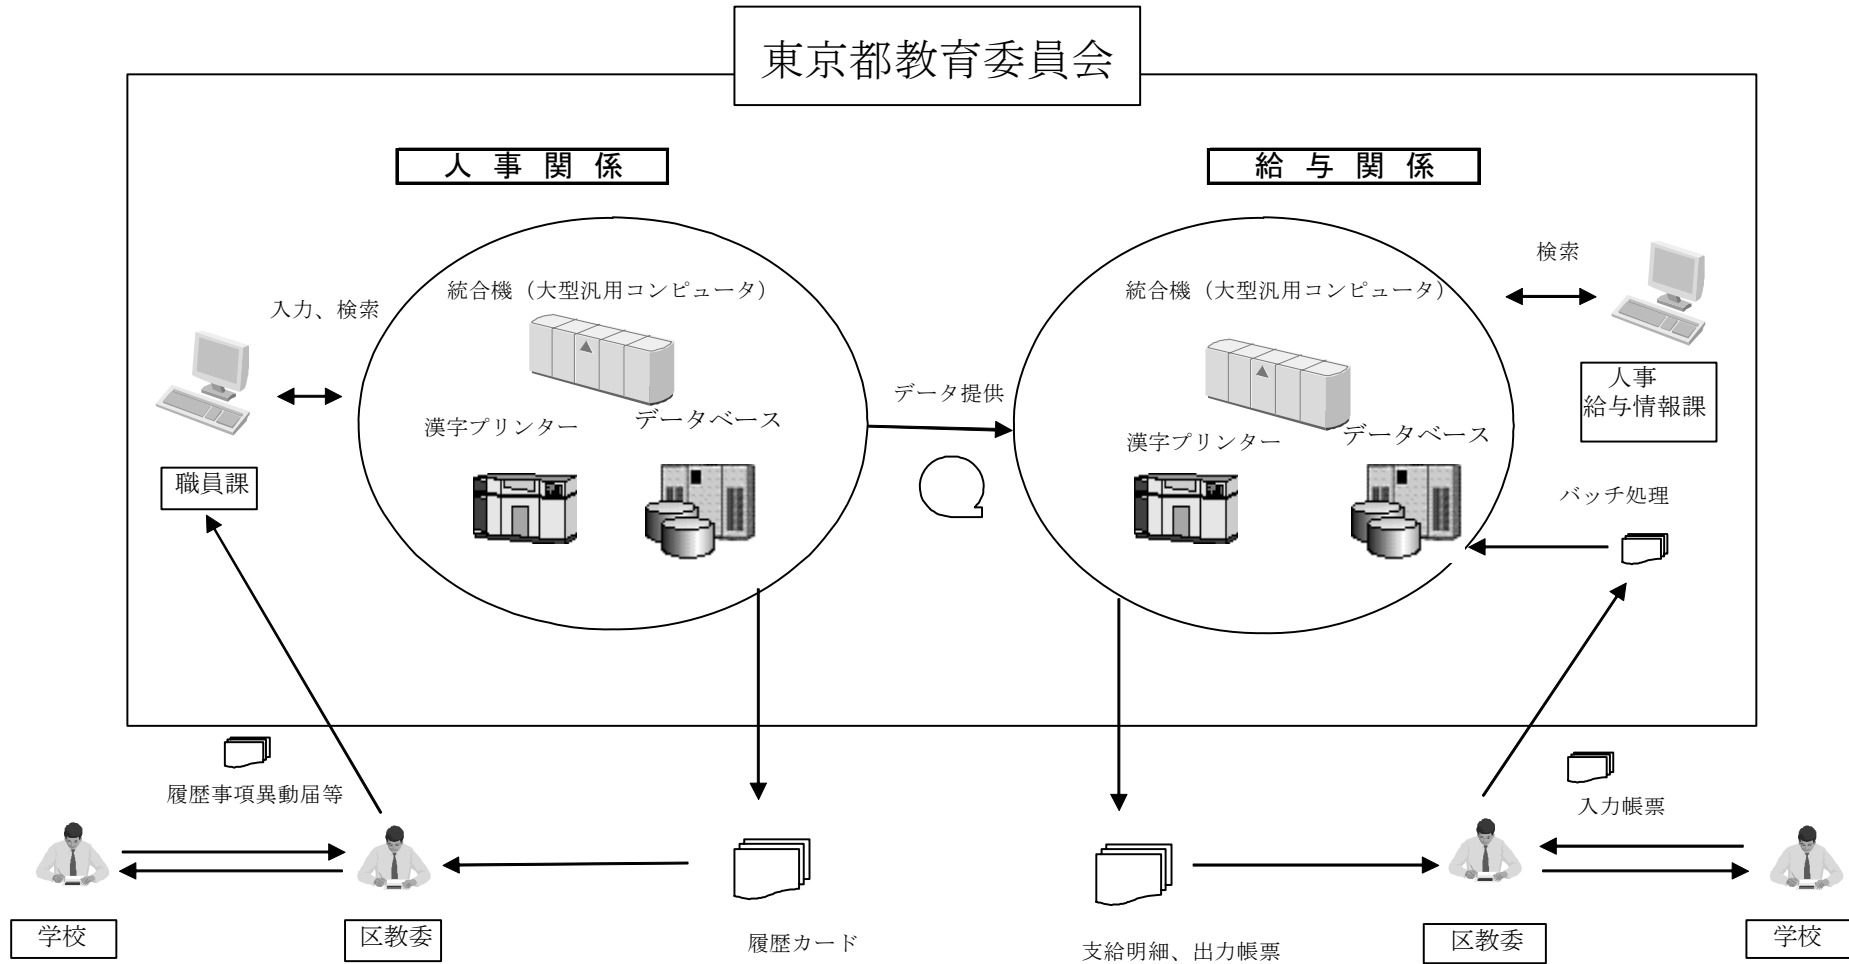 東京都教育委員会
人事関係
給与関係
統合機（大型汎用コンピュータ）
入力、検索
漢字プリンター
データベース
職員課
データ提供
統合機（大型汎用コンピュータ）
検索
漢字プリンター
データベース
人事
給与情報課
バッチ処理
履歴事項異動届等
入力帳票
学校
区教委
履歴カード
支給明細、出力帳票
区教委
学校